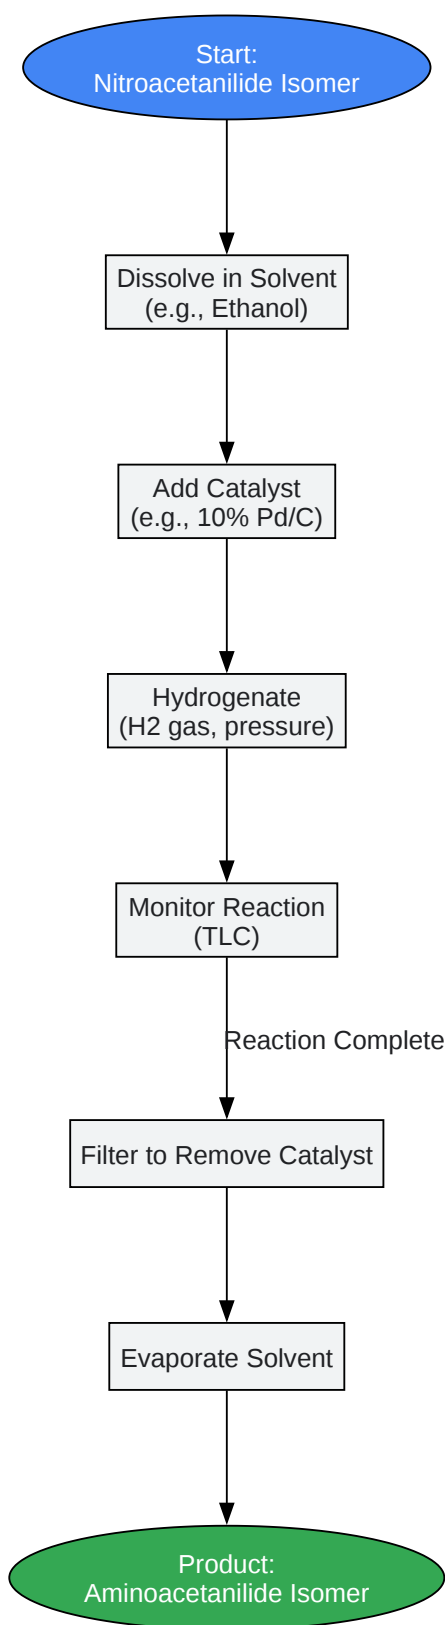 Start:
Nitroacetanilide Isomer
Dissolve in Solvent
(e.g., Ethanol)
Add Catalyst
(e.g., 10% Pd/C)
Hydrogenate
(H2 gas, pressure)
Monitor Reaction
(TLC)
Reaction Complete
Filter to Remove Catalyst
Evaporate Solvent
Product:
Aminoacetanilide Isomer